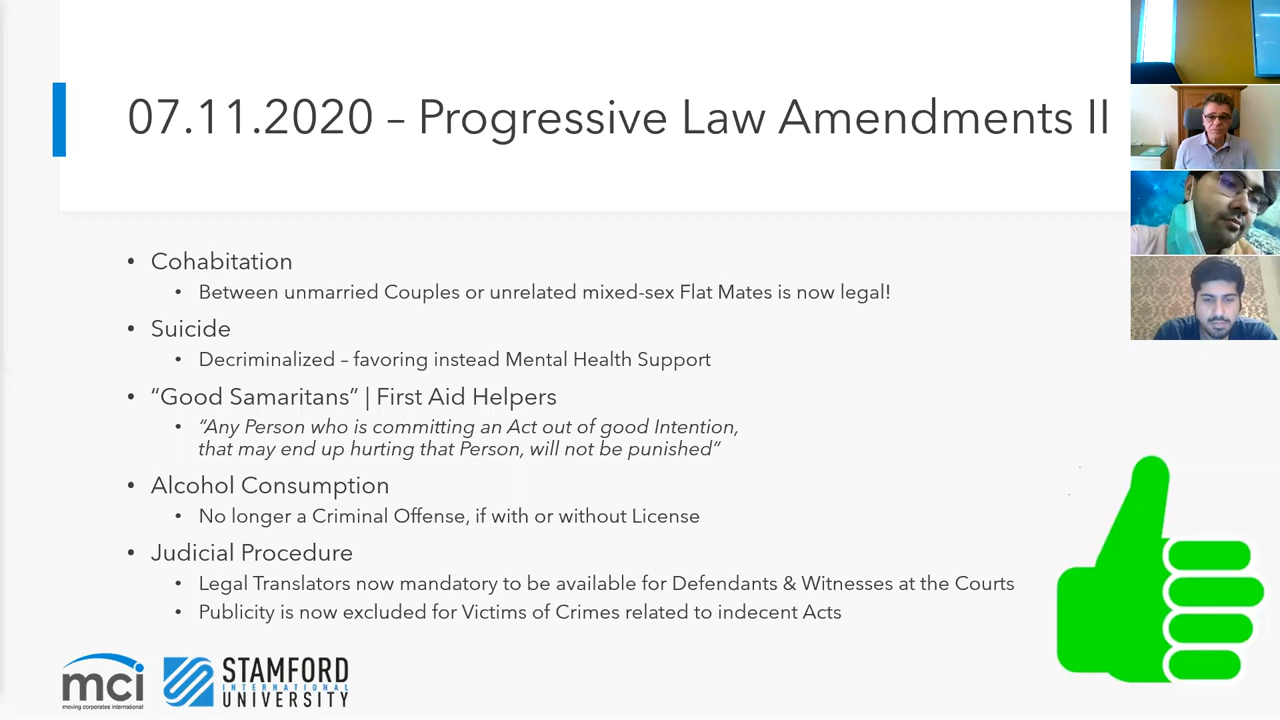 07.11.2020 – Progressive Law Amendments II
• Cohabitation
• Between unmarried Couples or unrelated mixed-sex Flat Mates is now legal!
• Suicide
• Decriminalized – favoring instead Mental Health Support
• “Good Samaritans” | First Aid Helpers
• “Any Person who is committing an Act out of good Intention,
that may end up hurting that Person, will not be punished”
• Alcohol Consumption
• No longer a Criminal Offense, if with or without License
• Judicial Procedure
• Legal Translators now mandatory to be available for Defendants & Witnesses at the Courts
• Publicity is now excluded for Victims of Crimes related to indecent Acts
mci
moving corporates international
STAMFORD
INTERNATIONAL
UNIVERSITY